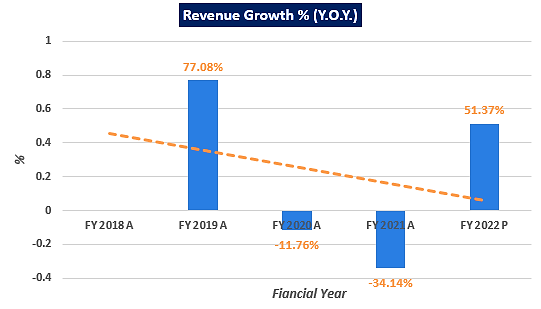 Revenue Growth % (Y.O.Y.)
1
0.8
0.6
0.4
0.2
0
-0.2
-0.4
%
77.08%
-11.76%
-34.14%
51.37%
FY 2018 A
FY 2019 A
FY 2020 A
FY 2021 A
FY 2022 P
Fiancial Year